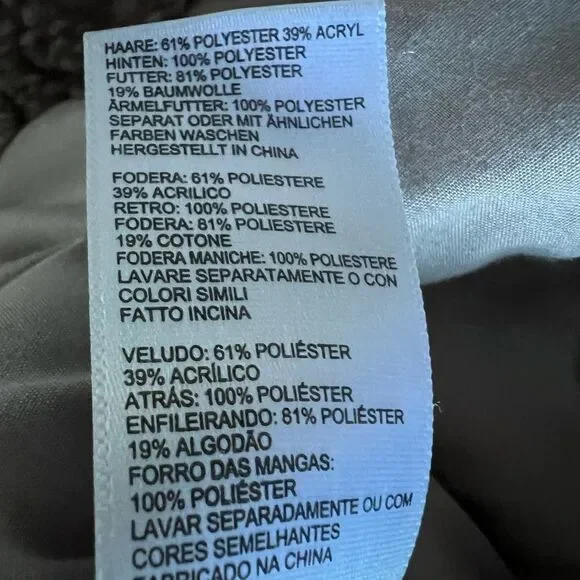 HAARE: 61% POLYESTER 39% ACRYL
HINTEN: 100% POLYESTER
FUTTER: 81% POLYESTER
19% BAUMWOLLE
ÄRMELFUTTER: 100% POLYESTER
SEPARAT ODER MIT ÄHNLICHEN
FARBEN WASCHEN
HERGESTELLT IN CHINA
FODERA: 61% POLIESTERE
39% ACRILICO
RETRO: 100% POLIESTERE
FODERA: 81% POLIESTERE
19% COTONE
FODERA MANICHE: 100% POLIESTERE
LAVARE SEPARATAMENTE O CON
COLORI SIMILI
FATTO INCINA
VELUDO: 61% POLIÉSTER
39% ACRÍLICO
ATRÁS: 100% POLIÉSTER
ENFILEIRANDO: 81% POLIÉSTER
19% ALGODÃO
FORRO DAS MANGAS:
100% POLIÉSTER
LAVAR SEPARADAMENTE OU COM
CORES SEMELHANTES
FABRICADO NA CHINA